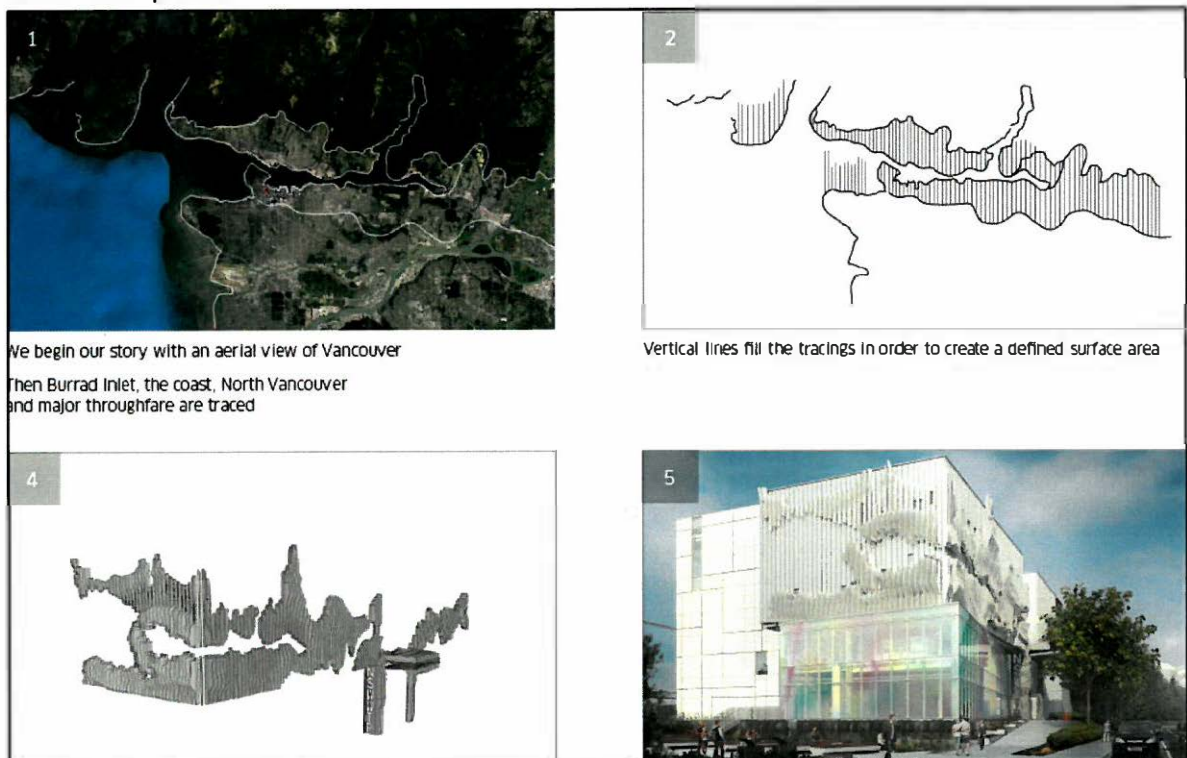 1
2
We begin our story with an aerial view of Vancouver
Then Burrad Inlet, the coast, North Vancouver
and major throughfare are traced
Vertical lines fill the tracings in order to create a defined surface area
4
5